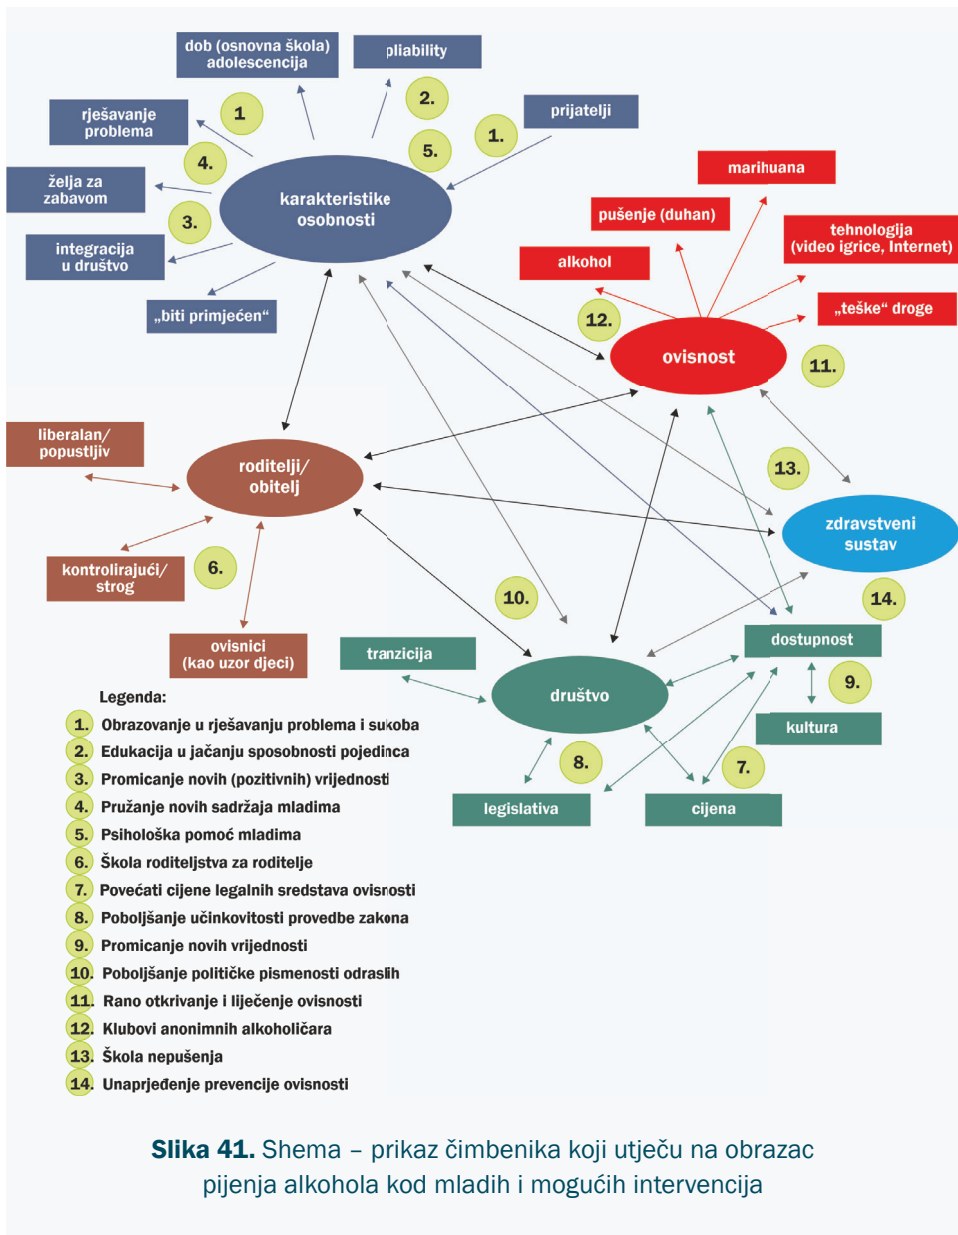 dob (osnovna škola)
adolescencija
pliability
1
2.
rješavanje
problema
prijatelji
1.
5.
4.
marihuana
želja za
zabavom
karakteristike
osobnosti
pušenje (duhan)
3.
tehnologija
(video igrice, Internet)
integracija
u društvo
alkohol
„biti primjećen“
12.
„teške“ droge
ovisnost
11.
liberalan/
popustljiv
roditelji/
obitelj
13.
zdravstveni
sustav
kontrolirajući/
strog
6.
10.
14.
ovisnici
(kao uzor djeci)
tranzicija
dostupnost
društvo
9.
kultura
8.
7.
legislativa
cijena
Legenda:
1. Obrazovanje u rješavanju problema i sukoba
2. Edukacija u jačanju sposobnosti pojedinca
3. Promicanje novih (pozitivnih) vrijednosti
4. Pružanje novih sadržaja mladima
5. Psihološka pomoć mladima
6. Škola roditeljstva za roditelje
7. Povećati cijene legalnih sredstava ovisnosti
8. Poboljšanje učinkovitosti provedbe zakona
9. Promicanje novih vrijednosti
10. Poboljšanje političke pismenosti odraslih
11. Rano otkrivanje i liječenje ovisnosti
12. Klubovi anonimnih alkoholičara
13. Škola nepušenja
14. Unaprjeđenje prevencije ovisnosti
Slika 41. Shema – prikaz čimbenika koji utječu na obrazac
pijenja alkohola kod mladih i mogućih intervencija